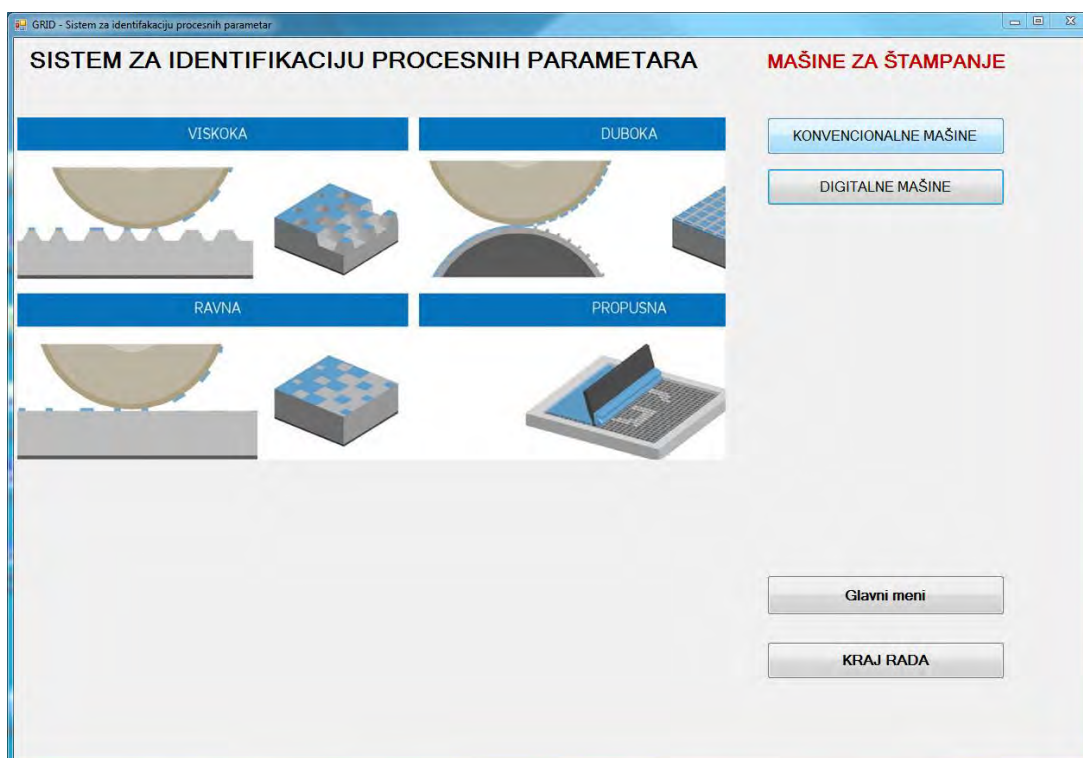 GRID - Sistem za identifakaciju procesnih parametar
SISTEM ZA IDENTIFIKACIJU PROCESNIH PARAMETARA
MAŠINE ZA ŠTAMPANJE
VISKOKA
DUBOKA
KONVENCIONALNE MAŠINE
DIGITALNE MAŠINE
RAVNA
PROPUSNA
Glavni meni
KRAJ RADA